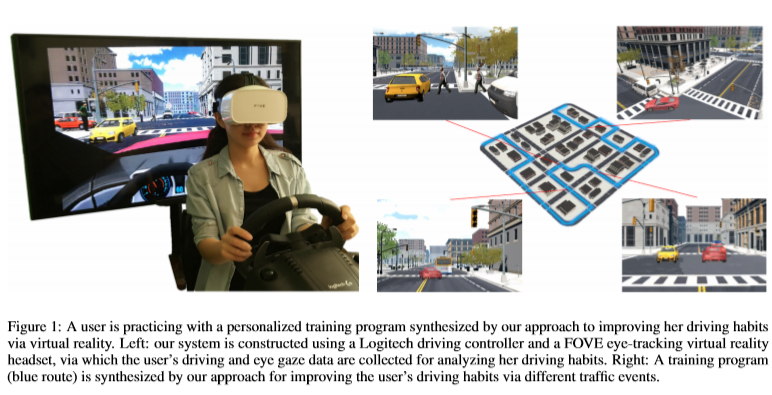 FOVE
logitech
Figure 1: A user is practicing with a personalized training program synthesized by our approach to improving her driving habits
via virtual reality. Left: our system is constructed using a Logitech driving controller and a FOVE eye-tracking virtual reality
headset, via which the user's driving and eye gaze data are collected for analyzing her driving habits. Right: A training program
(blue route) is synthesized by our approach for improving the user's driving habits via different traffic events.